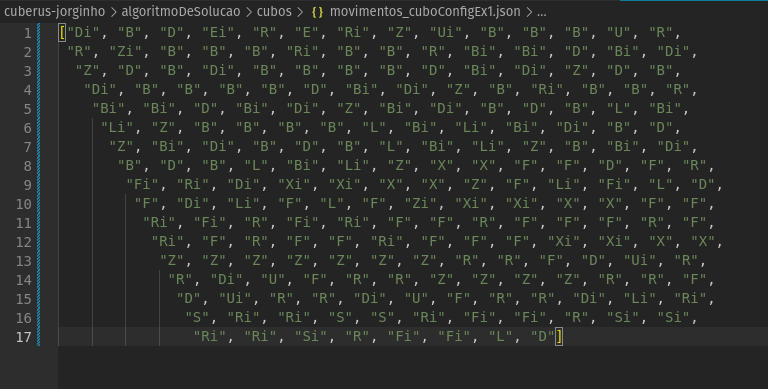 cuberus-jorginho > algoritmoDeSolucao > cubos > {} movimentos_cuboConfigEx1.json > ...
1 ["Di", "B", "D", "Ei", "R", "E", "Ri", "Z", "Ui", "B", "B", "B", "U", "R",
2 "R", "Zi", "B", "B", "B", "Ri", "B", "B", "R", "Bi", "D", "Bi", "Di",
3 "Z", "D", "B", "Di", "B", "B", "B", "B", "D", "Bi", "Di", "Z", "D", "B",
4 "Di", "B", "B", "B", "B", "D", "Bi", "Di", "Z", "B", "Ri", "B", "B", "R",
5 "Bi", "Bi", "D", "Bi", "Di", "Z", "Bi", "Di", "B", "D", "B", "L", "Bi",
6 "Li", "Z", "B", "B", "B", "B", "L", "Bi", "Li", "Bi", "Di", "B", "D",
7 "Z", "Bi", "Di", "B", "D", "B", "L", "Bi", "Li", "Z", "B", "Bi", "Di",
8 "B", "D", "B", "L", "Bi", "Li", "Z", "X", "X", "F", "F", "D", "F", "R",
9 "Fi", "Ri", "Di", "Xi", "Xi", "X", "X", "Z", "F", "Li", "Fi", "L", "D",
10 "F", "Di", "Li", "F", "L", "F", "Zi", "Xi", "Xi", "X", "X", "F", "F",
11 "Ri", "Fi", "R", "Fi", "Ri", "F", "F", "R", "F", "F", "F", "R", "F",
12 "Ri", "F", "R", "F", "F", "Ri", "F", "F", "F", "Xi", "Xi", "X", "X",
13 "Z", "Z", "Z", "Z", "Z", "Z", "Z", "R", "R", "F", "D", "Ui", "R",
14 "R", "Di", "U", "F", "R", "R", "Z", "Z", "Z", "Z", "R", "R", "F",
15 "D", "Ui", "R", "R", "Di", "U", "F", "R", "R", "Di", "Li", "Ri",
16 "S", "Ri", "Ri", "S", "S", "Ri", "Fi", "Fi", "R", "Si", "Si",
17 "Ri", "Ri", "Si", "R", "Fi", "Fi", "L", "D"]